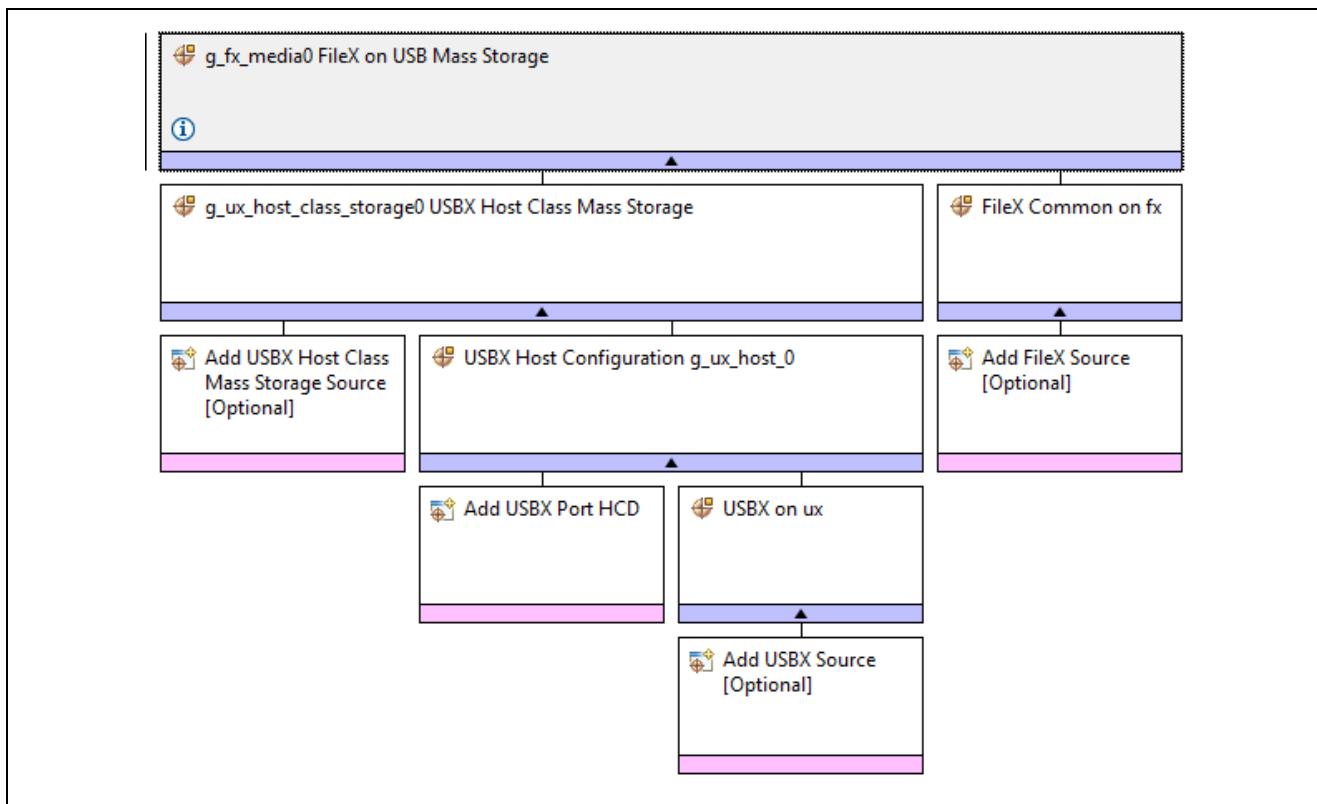 g_fx_media0 FileX on USB Mass Storage
g_ux_host_class_storage0 USBX Host Class Mass Storage
FileX Common on fx
Add USBX Host Class
Mass Storage Source
[Optional]
USBX Host Configuration g_ux_host_0
Add FileX Source
[Optional]
Add USBX Port HCD
USBX on ux
Add USBX Source
[Optional]